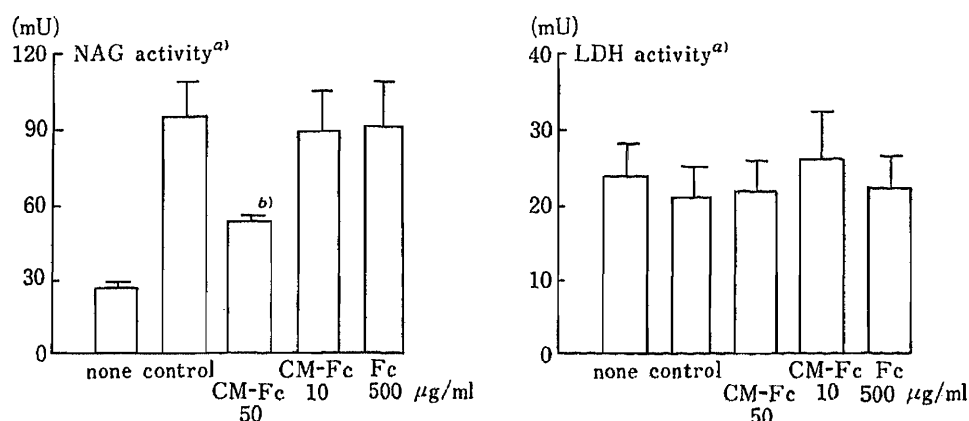 (mU)
120
NAG activity a)
90
60
30
0
b)
none control
CM-Fc
50
CM-Fc
10
Fc
500 μg/ml
(mU)
40
LDH activity a)
30
20
10
0
none control
CM-Fc
50
CM-Fc
10
Fc
500 μg/ml